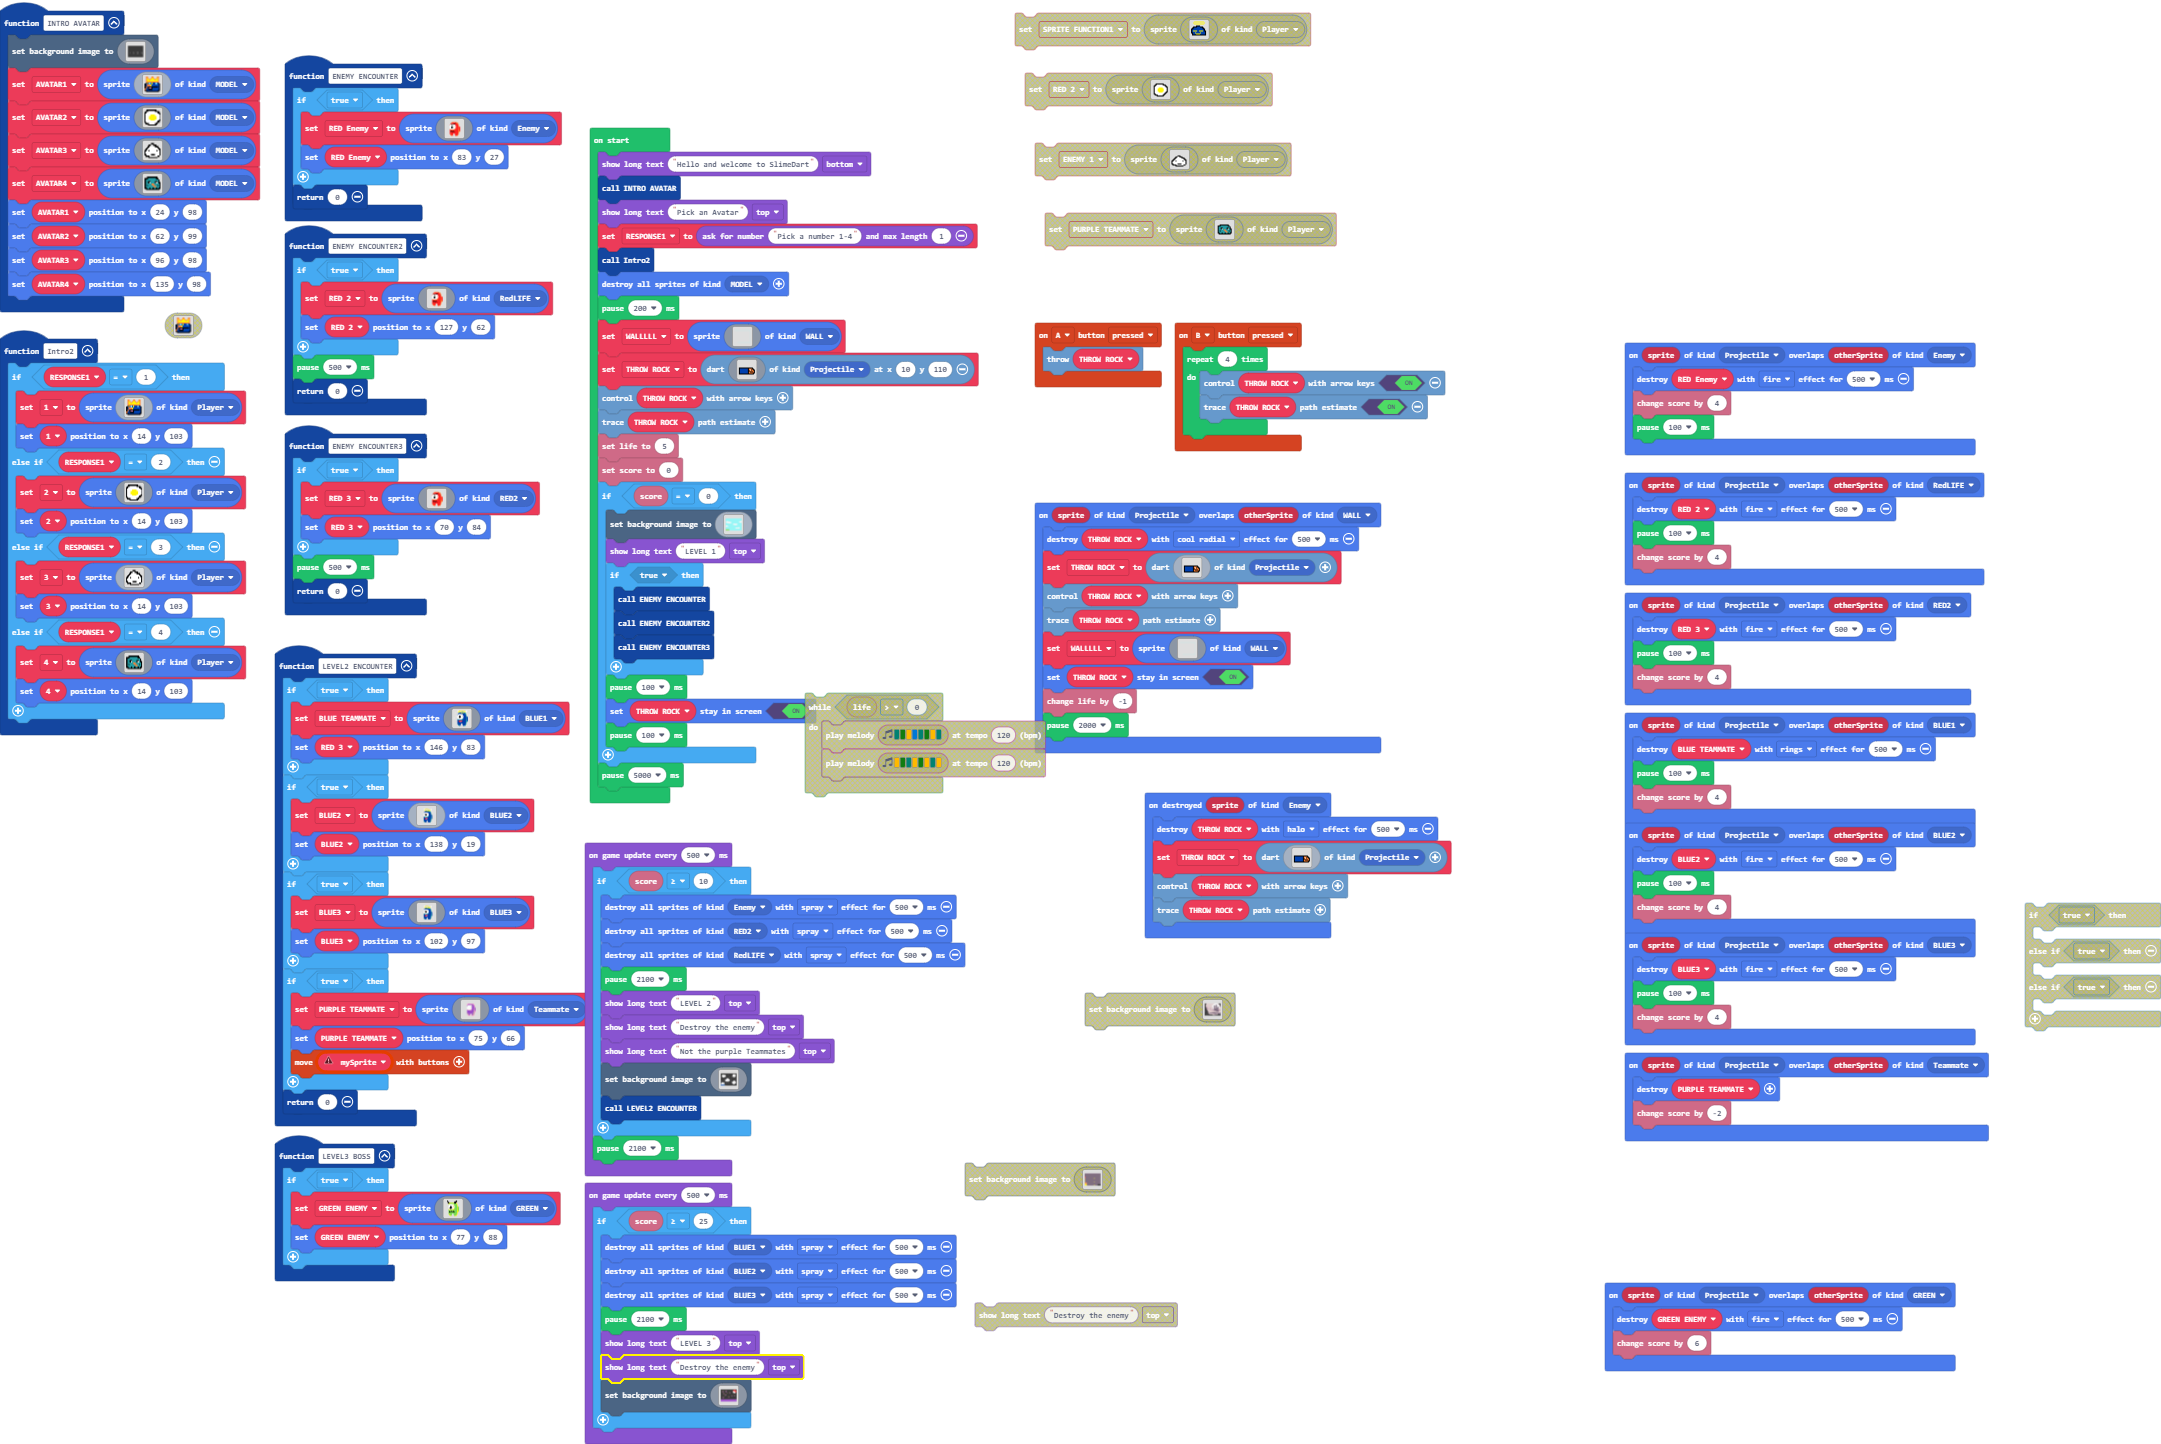 function INTRO AVATAR
set background image to
set AVATAR1 to sprite of kind MODEL
set AVATAR2 to sprite of kind MODEL
set AVATAR3 to sprite of kind MODEL
set AVATAR4 to sprite of kind MODEL
set AVATAR1 position to x 24 y 98
set AVATAR2 position to x 62 y 99
set AVATAR3 position to x 96 y 98
set AVATAR4 position to x 135 y 98
function Intro2
if RESPONSE1 = 1 then
set 1 to sprite of kind Player
set 1 position to x 14 y 103
else if RESPONSE1 = 2 then
set 2 to sprite of kind Player
set 2 position to x 14 y 103
else if RESPONSE1 = 3 then
set 3 to sprite of kind Player
set 3 position to x 14 y 103
else if RESPONSE1 = 4 then
set 4 to sprite of kind Player
set 4 position to x 14 y 103
function ENEMY ENCOUNTER
if true then
set RED Enemy to sprite of kind Enemy
set RED Enemy position to x 83 y 27
return 0
function ENEMY ENCOUNTER2
if true then
set RED 2 to sprite of kind RedLIFE
set RED 2 position to x 127 y 62
pause 500 ms
return 0
function ENEMY ENCOUNTER3
if true then
set RED 3 to sprite of kind RED2
set RED 3 position to x 70 y 84
pause 500 ms
return 0
function LEVEL2 ENCOUNTER
if true then
set BLUE TEAMMATE to sprite of kind BLUE1
set RED 3 position to x 146 y 83
if true then
set BLUE2 to sprite of kind BLUE2
set BLUE2 position to x 138 y 19
if true then
set BLUE3 to sprite of kind BLUE3
set BLUE3 position to x 102 y 97
if true then
set PURPLE TEAMMATE to sprite of kind Teammate
set PURPLE TEAMMATE position to x 75 y 66
move mySprite with buttons
return 0
function LEVEL3 BOSS
if true then
set GREEN ENEMY to sprite of kind GREEN
set GREEN ENEMY position to x 77 y 88
on start
show long text "Hello and welcome to SlimeDart" bottom
call INTRO AVATAR
show long text "Pick an Avatar" top
set RESPONSE1 to ask for number "Pick a number 1-4" and max length 1
call Intro2
destroy all sprites of kind MODEL
pause 200 ms
set WALLLLL to sprite of kind WALL
set THROW ROCK to dart of kind Projectile at x 10 y 110
control THROW ROCK with arrow keys
trace THROW ROCK path estimate
set life to 5
set score to 0
if score = 0 then
set background image to
show long text "LEVEL 1" top
if true then
call ENEMY ENCOUNTER
call ENEMY ENCOUNTER2
call ENEMY ENCOUNTER3
pause 100 ms
set THROW ROCK stay in screen ON
pause 100 ms
pause 5000 ms
while life > 0
do
play melody at tempo 120 (bpm)
play melody at tempo 120 (bpm)
on game update every 500 ms
if score ≥ 10 then
destroy all sprites of kind Enemy with spray effect for 500 ms
destroy all sprites of kind RED2 with spray effect for 500 ms
destroy all sprites of kind RedLIFE with spray effect for 500 ms
pause 2100 ms
show long text "LEVEL 2" top
show long text "Destroy the enemy" top
show long text "Not the purple Teammates" top
set background image to
call LEVEL2 ENCOUNTER
pause 2100 ms
on game update every 500 ms
if score ≥ 25 then
destroy all sprites of kind BLUE1 with spray effect for 500 ms
destroy all sprites of kind BLUE2 with spray effect for 500 ms
destroy all sprites of kind BLUE3 with spray effect for 500 ms
pause 2100 ms
show long text "LEVEL 3" top
show long text "Destroy the enemy" top
set background image to
set SPRITE FUNCTION1 to sprite of kind Player
set RED 2 to sprite of kind Player
set ENEMY 1 to sprite of kind Player
set PURPLE TEAMMATE to sprite of kind Player
on A button pressed
throw THROW ROCK
on B button pressed
repeat 4 times
do
control THROW ROCK with arrow keys ON
trace THROW ROCK path estimate ON
on sprite of kind Projectile overlaps otherSprite of kind WALL
destroy THROW ROCK with cool radial effect for 500 ms
set THROW ROCK to dart of kind Projectile
control THROW ROCK with arrow keys
trace THROW ROCK path estimate
set WALLLLL to sprite of kind WALL
set THROW ROCK stay in screen ON
change life by -1
pause 2000 ms
on destroyed sprite of kind Enemy
destroy THROW ROCK with halo effect for 500 ms
set THROW ROCK to dart of kind Projectile
control THROW ROCK with arrow keys
trace THROW ROCK path estimate
set background image to
set background image to
show long text "Destroy the enemy" top
on sprite of kind Projectile overlaps otherSprite of kind Enemy
destroy RED Enemy with fire effect for 500 ms
change score by 4
pause 100 ms
on sprite of kind Projectile overlaps otherSprite of kind RedLIFE
destroy RED 2 with fire effect for 500 ms
pause 100 ms
change score by 4
on sprite of kind Projectile overlaps otherSprite of kind RED2
destroy RED 3 with fire effect for 500 ms
pause 100 ms
change score by 4
on sprite of kind Projectile overlaps otherSprite of kind BLUE1
destroy BLUE TEAMMATE with rings effect for 500 ms
pause 100 ms
change score by 4
on sprite of kind Projectile overlaps otherSprite of kind BLUE2
destroy BLUE2 with fire effect for 500 ms
pause 100 ms
change score by 4
on sprite of kind Projectile overlaps otherSprite of kind BLUE3
destroy BLUE3 with fire effect for 500 ms
pause 100 ms
change score by 4
on sprite of kind Projectile overlaps otherSprite of kind Teammate
destroy PURPLE TEAMMATE
change score by -2
on sprite of kind Projectile overlaps otherSprite of kind GREEN
destroy GREEN ENEMY with fire effect for 500 ms
change score by 6
if true then
else if true then
else if true then